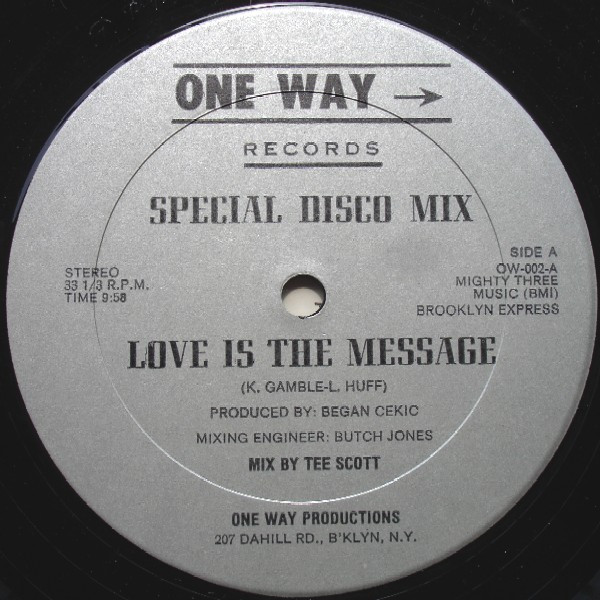 ONE WAY →
RECORDS
SPECIAL DISCO MIX
STEREO
33 1/3 R.P.M.
TIME 9:58
SIDE A
OW-002-A
MIGHTY THREE
MUSIC (BMI)
BROOKLYN EXPRESS
LOVE IS THE MESSAGE
(K. GAMBLE-L. HUFF)
PRODUCED BY: BEGAN CEKIC
MIXING ENGINEER: BUTCH JONES
MIX BY TEE SCOTT
ONE WAY PRODUCTIONS
207 DAHILL RD., B'KLYN, N.Y.